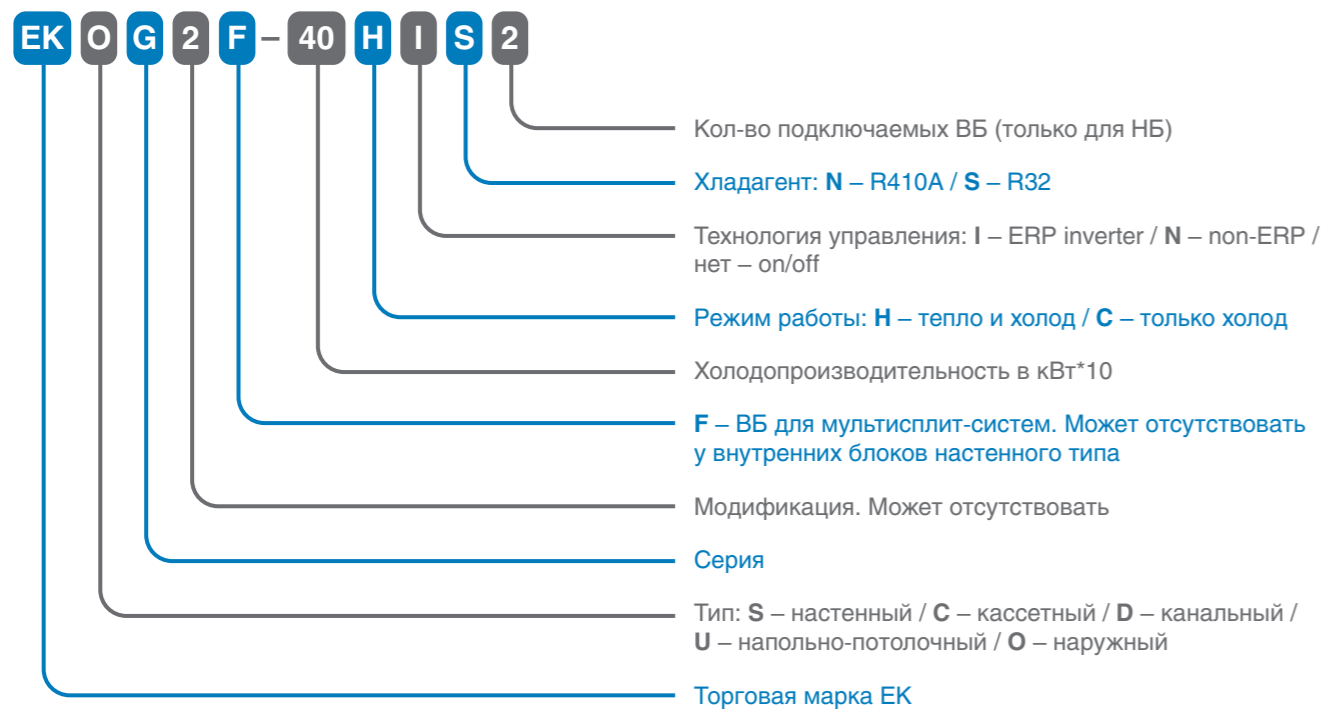 EK O G 2 F – 40 H I S 2
Кол-во подключаемых ВБ (только для НБ)
Хладагент: N – R410A / S – R32
Технология управления: I – ERP inverter / N – non-ERP /
нет – on/off
Режим работы: H – тепло и холод / C – только холод
Холодопроизводительность в кВт*10
F – ВБ для мультисплит-систем. Может отсутствовать
у внутренних блоков настенного типа
Модификация. Может отсутствовать
Серия
Тип: S – настенный / C – кассетный / D – канальный /
U – напольно-потолочный / O – наружный
Торговая марка EK